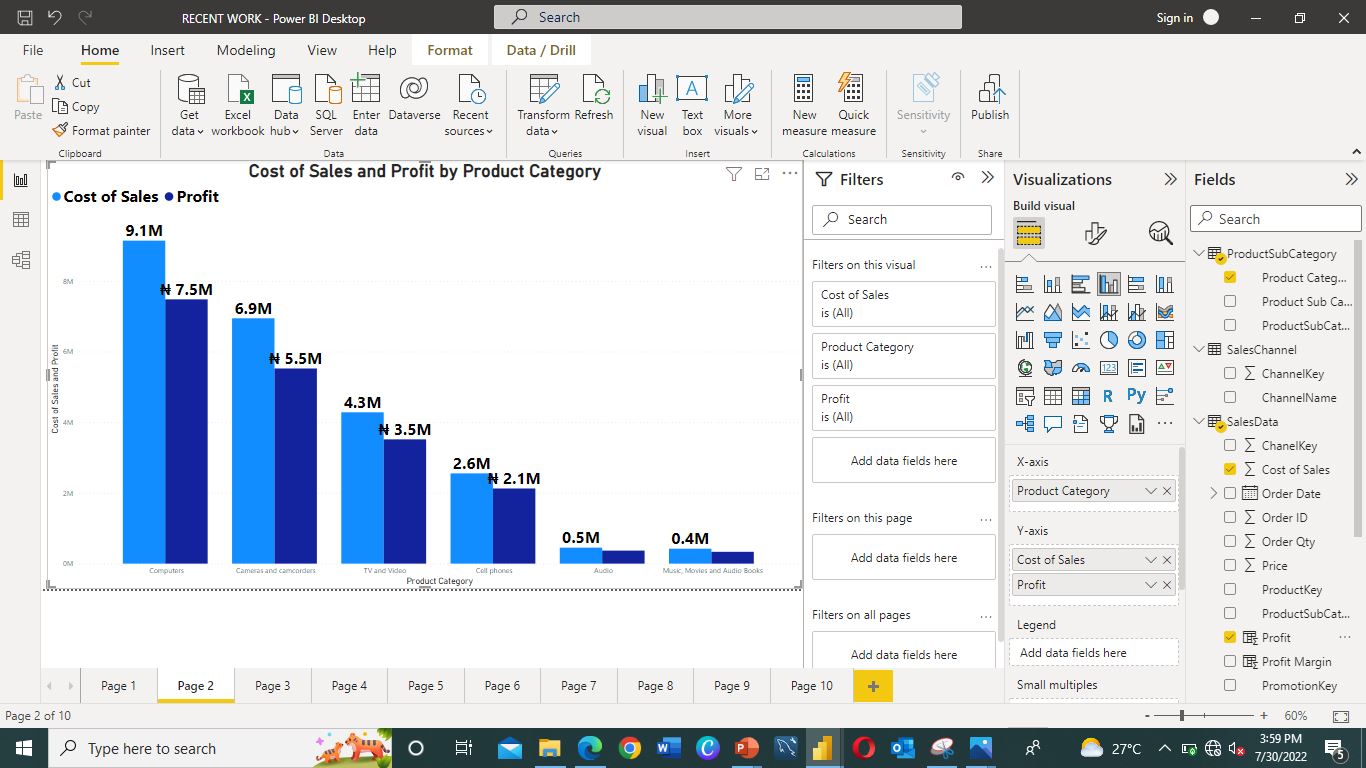 RECENT WORK - Power BI Desktop
Search
Sign in
File Home Insert Modeling View Help Format Data / Drill
Paste
Cut
Copy
Format painter
Clipboard
Get data
Excel workbook
Data hub
SQL Server
Enter data
Dataverse
Recent sources
Data
Transform data
Refresh
Queries
New visual
Text box
More visuals
Insert
New measure
Quick measure
Calculations
Sensitivity
Sensitivity
Publish
Share
Cost of Sales and Profit by Product Category
Cost of Sales Profit
9.1M
₦ 7.5M
6.9M
₦ 5.5M
4.3M
₦ 3.5M
2.6M
₦ 2.1M
0.5M
0.4M
8M
6M
4M
2M
0M
Cost of Sales and Profit
Computers Cameras and camcorders TV and Video Cell phones Audio Music, Movies and Audio Books
Product Category
Filters
Search
Filters on this visual
Cost of Sales
is (All)
Product Category
is (All)
Profit
is (All)
Add data fields here
Filters on this page
Add data fields here
Filters on all pages
Add data fields here
Visualizations
Build visual
123
R
Py
X-axis
Product Category
Y-axis
Cost of Sales
Profit
Legend
Add data fields here
Small multiples
Fields
Search
ProductSubCategory
Product Categ...
Product Sub Ca...
ProductSubCat...
SalesChannel
ChannelKey
ChannelName
SalesData
ChanelKey
Cost of Sales
Order Date
Order ID
Order Qty
Price
ProductKey
ProductSubCat...
Profit
Profit Margin
PromotionKey
Page 1 Page 2 Page 3 Page 4 Page 5 Page 6 Page 7 Page 8 Page 9 Page 10
Page 2 of 10
60%
Type here to search
27°C
3:59 PM
7/30/2022
5